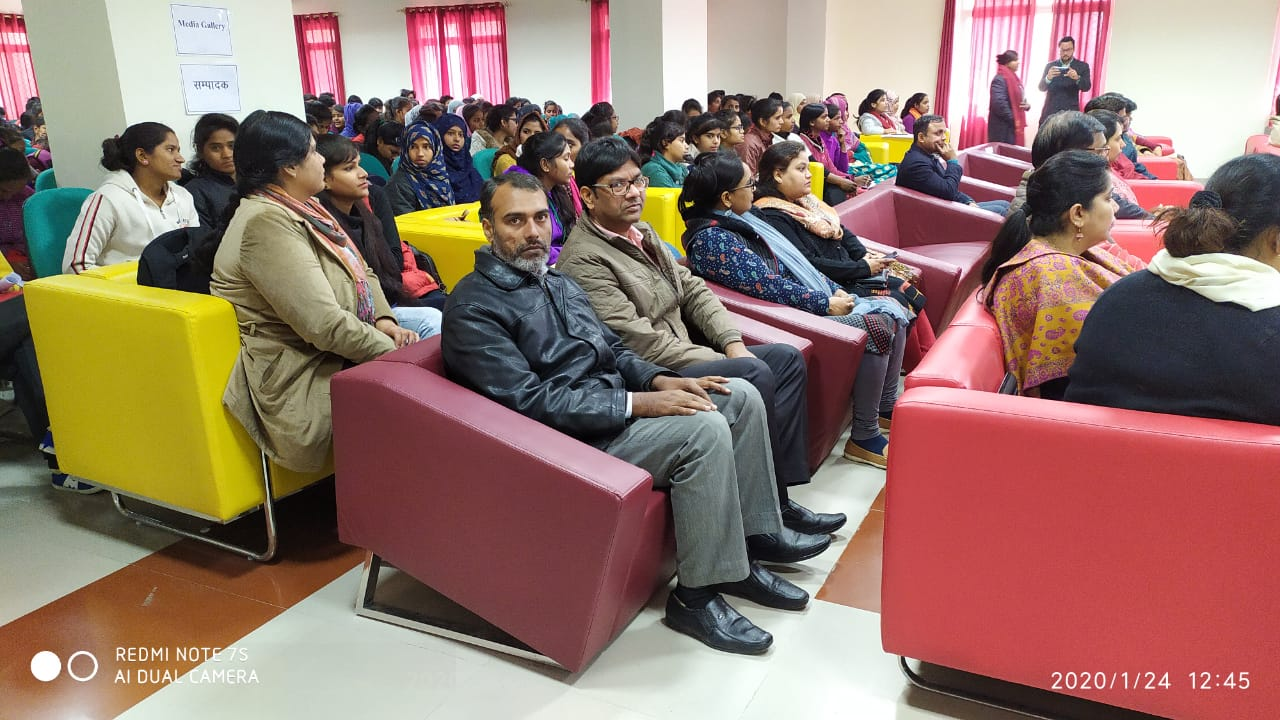 Media Gallery
सम्पादक
REDMI NOTE 7S
AI DUAL CAMERA
2020/1/24 12:45